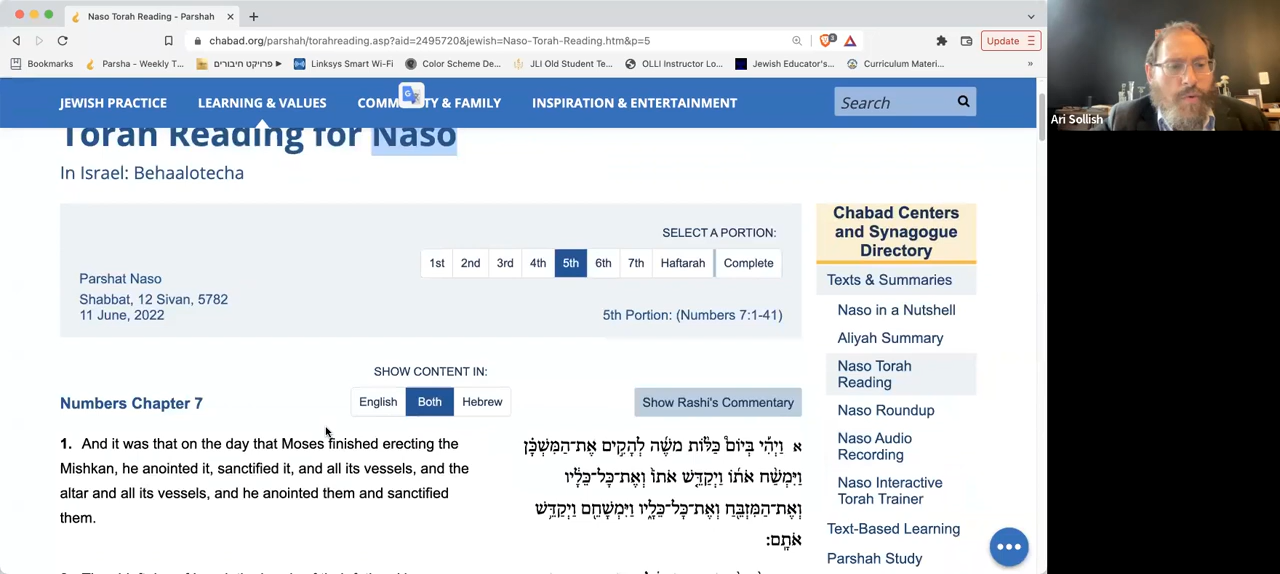 Naso Torah Reading - Parshah
chabad.org/parshah/torahreading.asp?aid=2495720&jewish=Naso-Torah-Reading.htm&p=5
Update
Bookmarks
Parsha - Weekly T...
פרויקט חיבורים
Linksys Smart Wi-Fi
Color Scheme De...
JLI Old Student Te...
OLLI Instructor Lo...
Jewish Educator's...
Curriculum Materi...
JEWISH PRACTICE
LEARNING & VALUES
& FAMILY
INSPIRATION & ENTERTAINMENT
Search
Ari Sollish
Torah Reading for Naso
In Israel: Behaalotecha
SELECT A PORTION:
1st 2nd 3rd 4th 5th 6th 7th Haftarah Complete
Parshat Naso
Shabbat, 12 Sivan, 5782
11 June, 2022
5th Portion: (Numbers 7:1-41)
SHOW CONTENT IN:
English Both Hebrew
Numbers Chapter 7
Show Rashi's Commentary
1. And it was that on the day that Moses finished erecting the
Mishkan, he anointed it, sanctified it, and all its vessels, and the
altar and all its vessels, and he anointed them and sanctified
them.
א וַיְהִ֡י בְּיוֹם֩ כַּלּ֨וֹת משֶׁ֜ה לְהָקִ֣ים אֶת־הַמִּשְׁכָּ֗ן
וַיִּמְשַׁ֨ח אֹת֜וֹ וַיְקַדֵּ֤שׁ אֹתוֹ֙ וְאֶת־כָּל־כֵּלָ֔יו
וְאֶת־הַמִּזְבֵּ֖חַ וְאֶת־כָּל־כֵּלָ֑יו וַיִּמְשָׁחֵ֖ם וַיְקַדֵּ֥שׁ
אֹתָֽם:
Chabad Centers
and Synagogue
Directory
Texts & Summaries
Naso in a Nutshell
Aliyah Summary
Naso Torah
Reading
Naso Roundup
Naso Audio
Recording
Naso Interactive
Torah Trainer
Text-Based Learning
Parshah Study